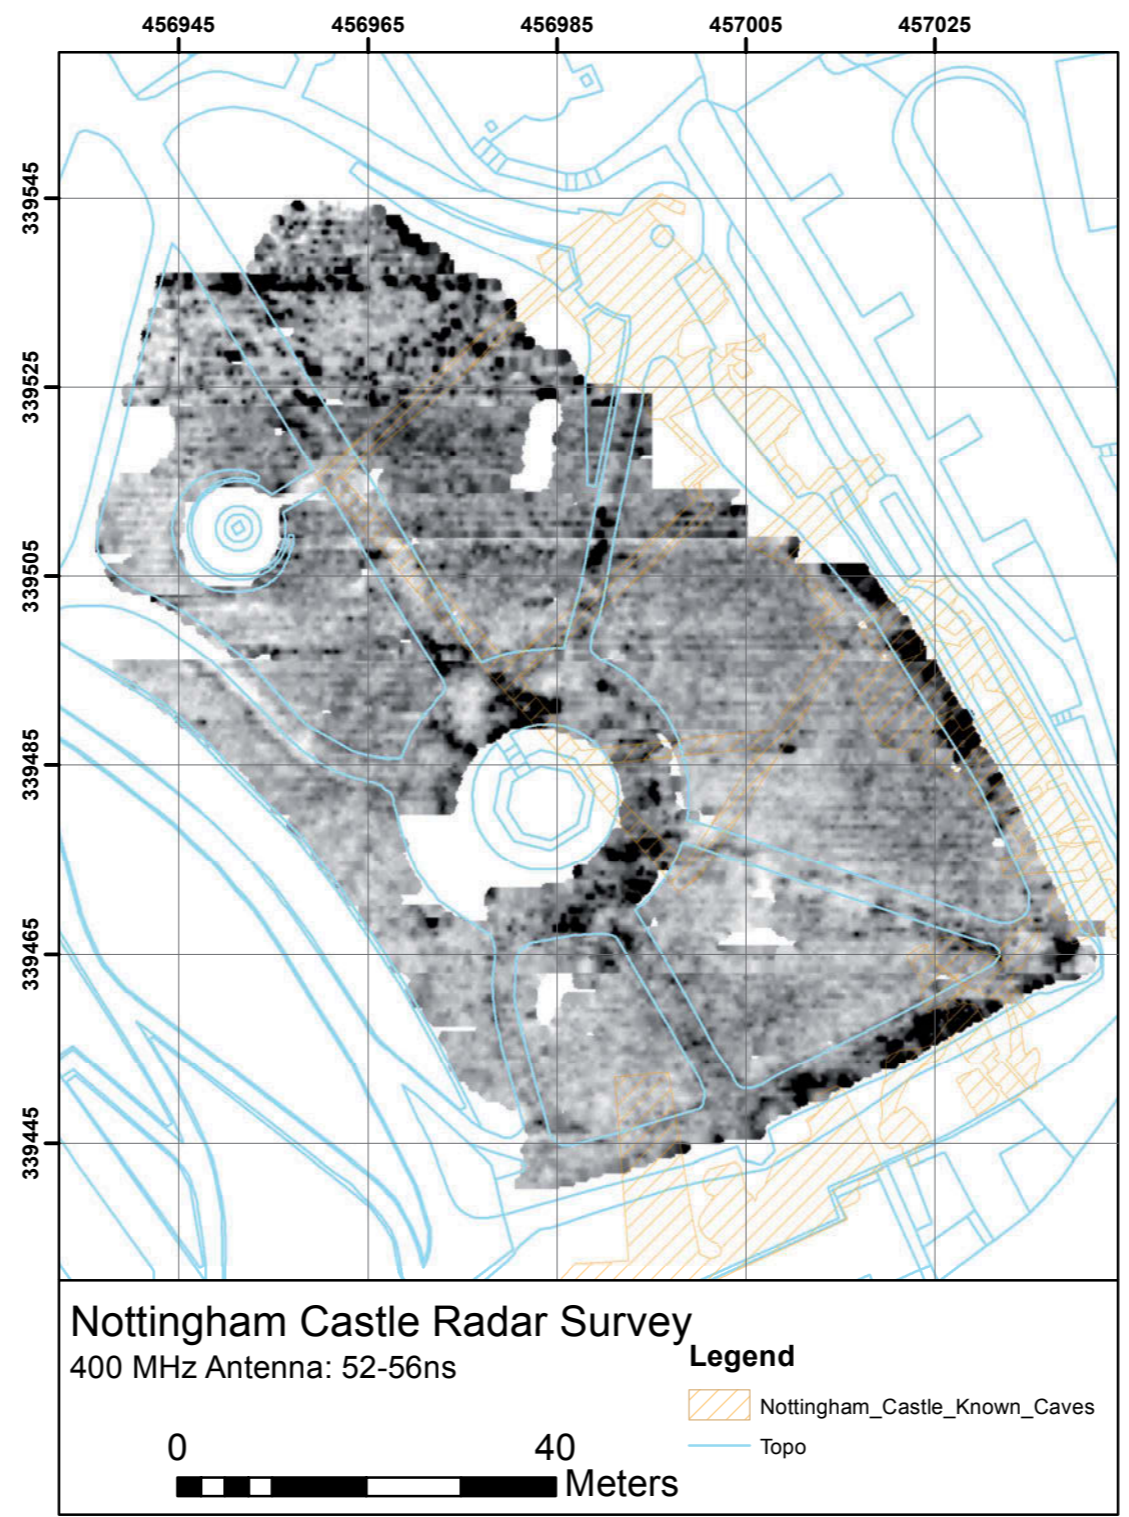 456945 456965 456985 457005 457025
339545
339525
339505
339485
339465
339445
Nottingham Castle Radar Survey
400 MHz Antenna: 52-56ns
Legend
Nottingham_Castle_Known_Caves
Topo
0 40
Meters